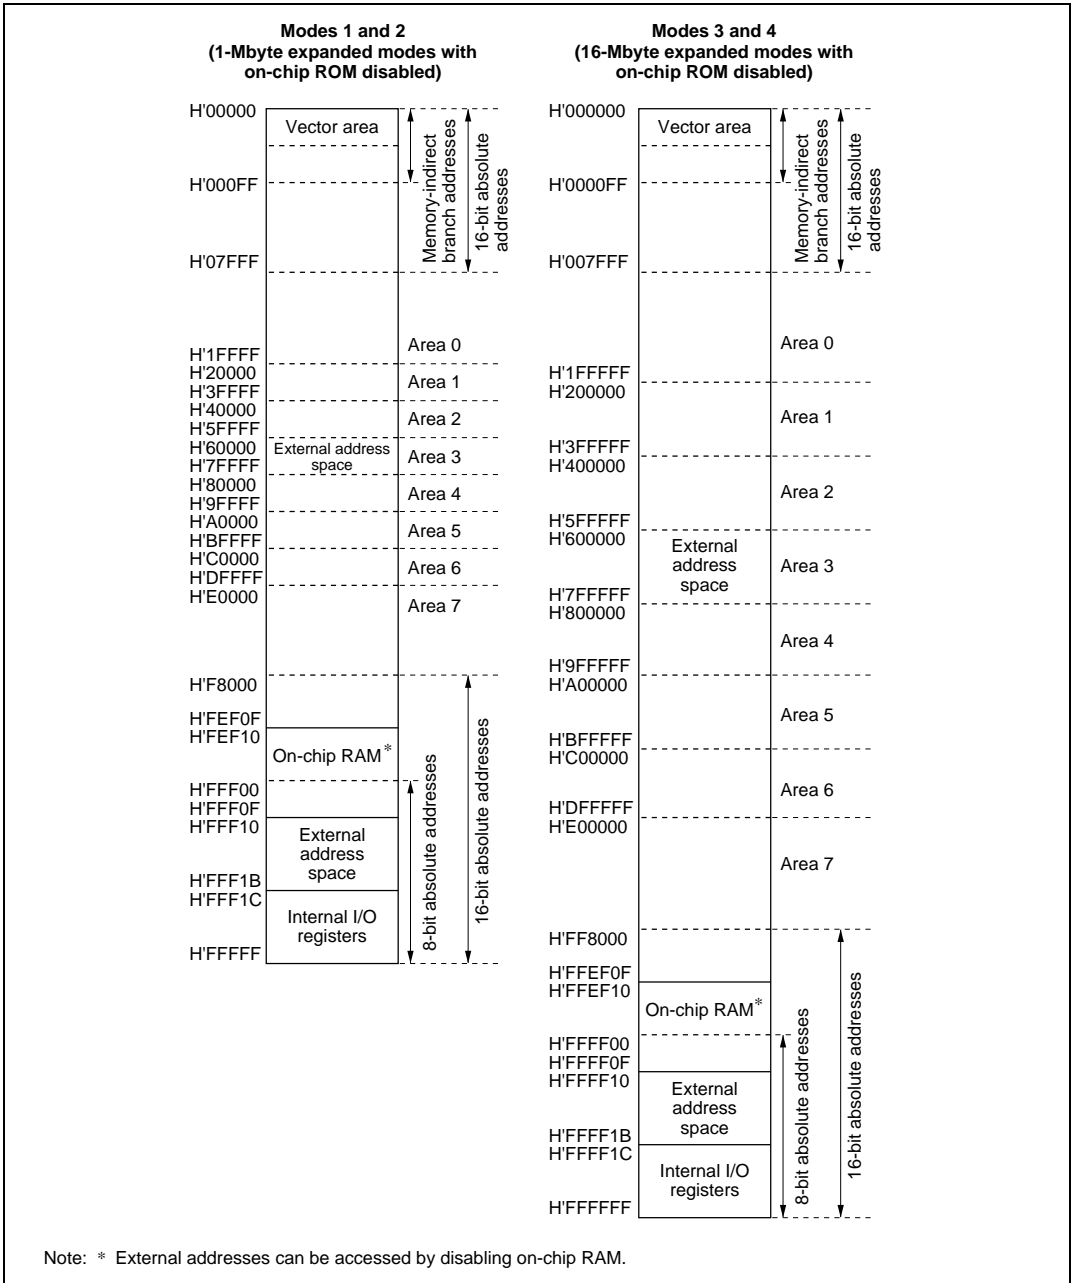 Modes 1 and 2
(1-Mbyte expanded modes with
on-chip ROM disabled)
H'00000
Vector area
H'000FF
H'07FFF
Memory-indirect
branch addresses
16-bit absolute
addresses
H'1FFFF
H'20000
H'3FFFF
H'40000
H'5FFFF
H'60000
H'7FFFF
H'80000
H'9FFFF
H'A0000
H'BFFFF
H'C0000
H'DFFFF
H'E0000
External address
space
Area 0
Area 1
Area 2
Area 3
Area 4
Area 5
Area 6
Area 7
H'F8000
H'FEF0F
H'FEF10
On-chip RAM*
H'FFF00
H'FFF0F
H'FFF10
External
address
space
H'FFF1B
H'FFF1C
Internal I/O
registers
H'FFFFF
8-bit absolute addresses
16-bit absolute addresses
Modes 3 and 4
(16-Mbyte expanded modes with
on-chip ROM disabled)
H'000000
Vector area
H'0000FF
H'007FFF
Memory-indirect
branch addresses
16-bit absolute
addresses
H'1FFFFF
H'200000
H'3FFFFF
H'400000
H'5FFFFF
H'600000
H'7FFFFF
H'800000
H'9FFFFF
H'A00000
H'BFFFFF
H'C00000
H'DFFFFF
H'E00000
External
address
space
Area 0
Area 1
Area 2
Area 3
Area 4
Area 5
Area 6
Area 7
H'FF8000
H'FFEF0F
H'FFEF10
On-chip RAM*
H'FFFF00
H'FFFF0F
H'FFFF10
External
address
space
H'FFFF1B
H'FFFF1C
Internal I/O
registers
H'FFFFFF
8-bit absolute addresses
16-bit absolute addresses
Note: * External addresses can be accessed by disabling on-chip RAM.